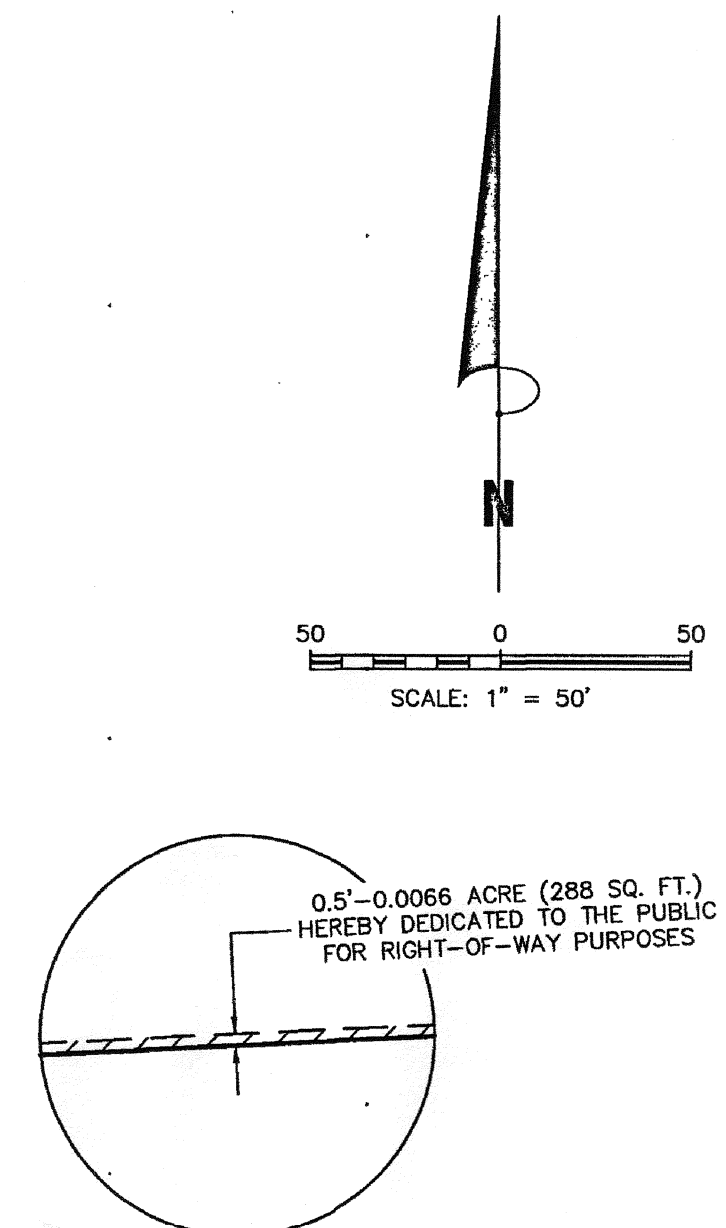 N
50 0 50
SCALE: 1" = 50'
0.5'-0.0066 ACRE (288 SQ. FT.)
HEREBY DEDICATED TO THE PUBLIC
FOR RIGHT-OF-WAY PURPOSES